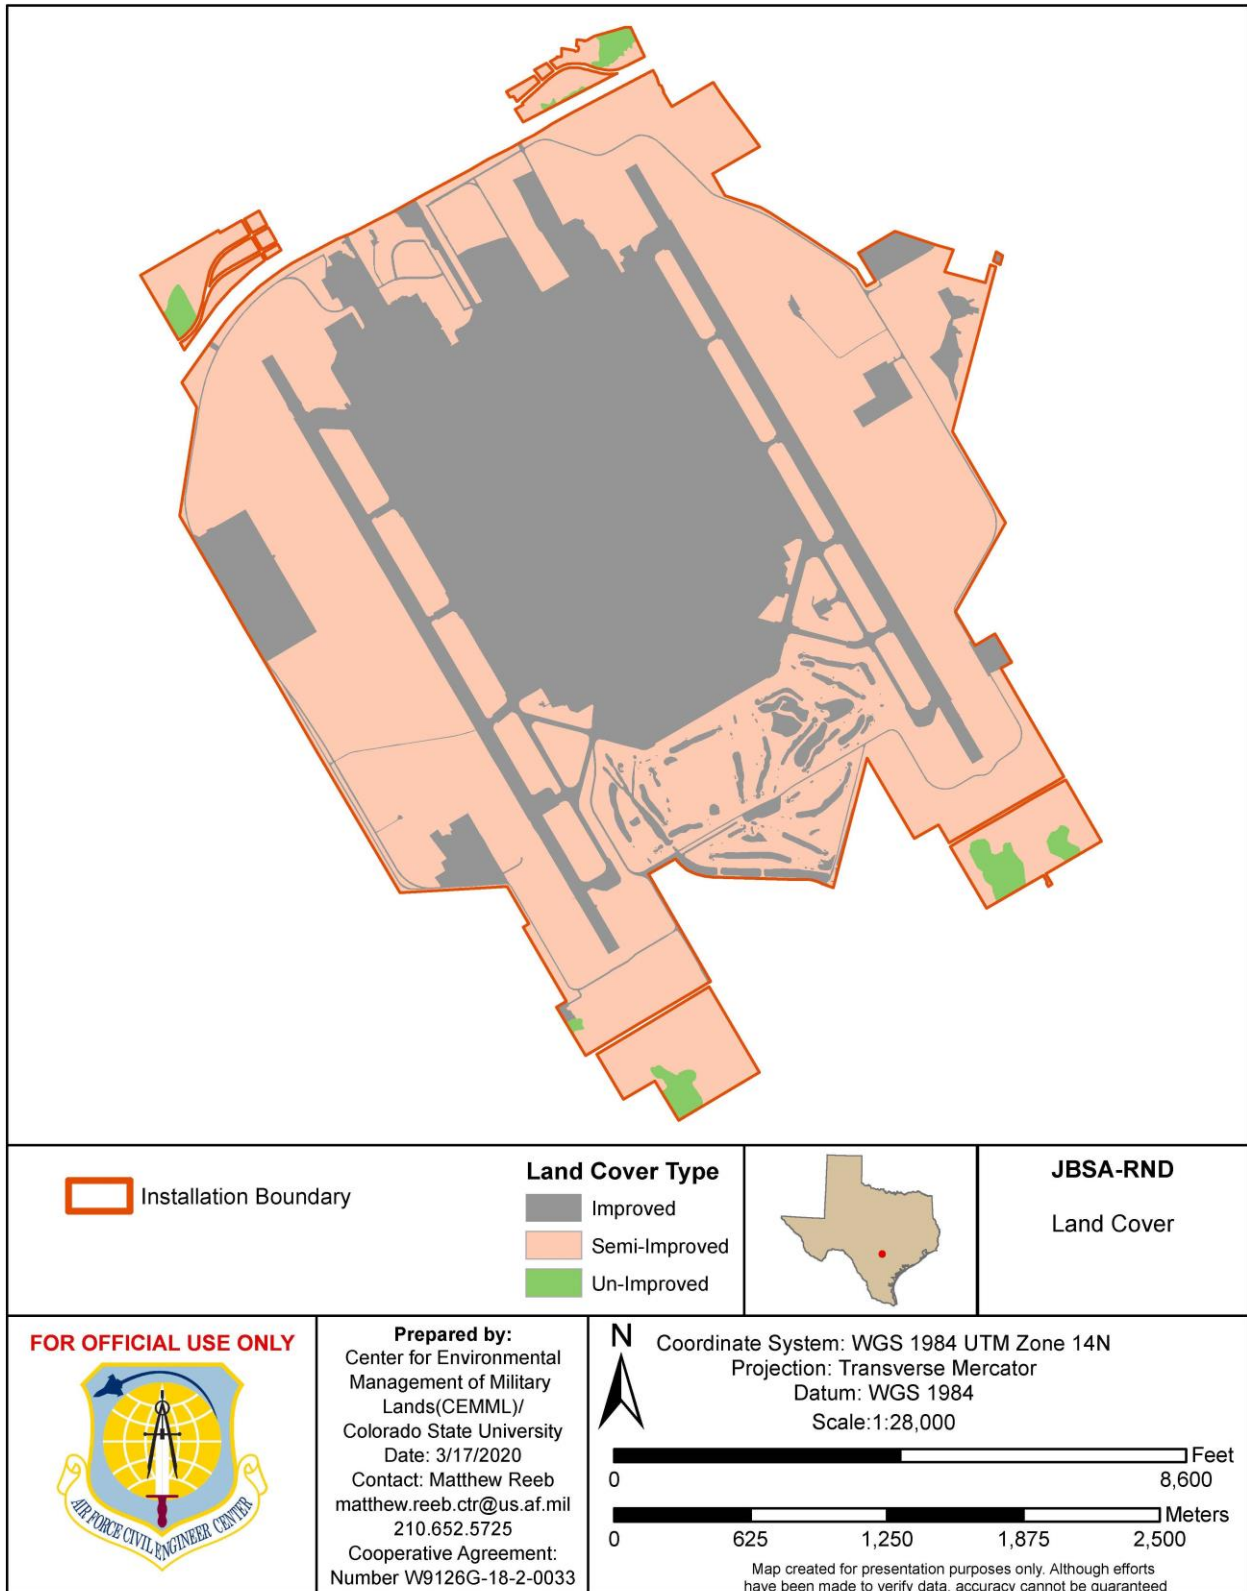 Installation Boundary
Land Cover Type
Improved
Semi-Improved
Un-Improved
JBSA-RND
Land Cover
FOR OFFICIAL USE ONLY
AIR FORCE CIVIL ENGINEER CENTER
Prepared by:
Center for Environmental
Management of Military
Lands(CEMML)/
Colorado State University
Date: 3/17/2020
Contact: Matthew Reeb
matthew.reeb.ctr@us.af.mil
210.652.5725
Cooperative Agreement:
Number W9126G-18-2-0033
N
Coordinate System: WGS 1984 UTM Zone 14N
Projection: Transverse Mercator
Datum: WGS 1984
Scale:1:28,000
Feet
0 8,600
Meters
0 625 1,250 1,875 2,500
Map created for presentation purposes only. Although efforts
have been made to verify data, accuracy cannot be guaranteed